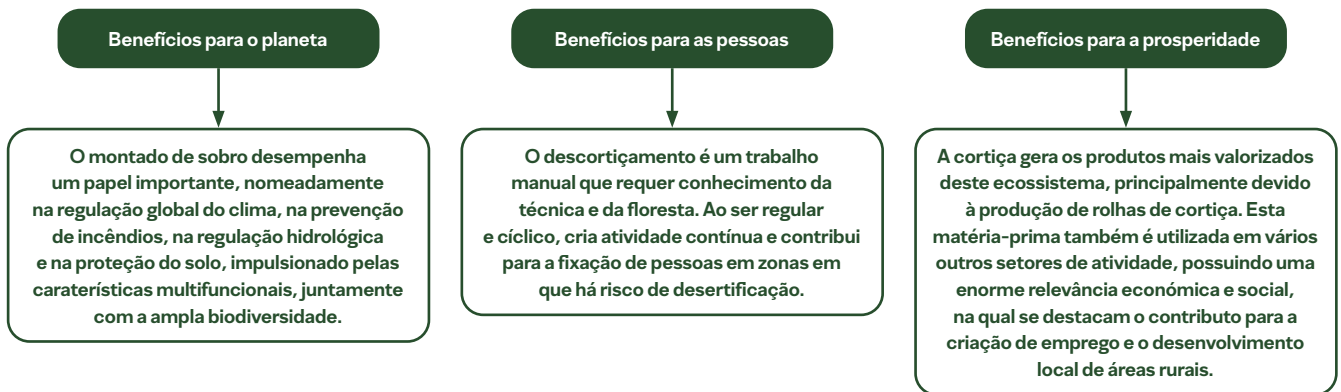 Benefícios para o planeta
O montado de sobro desempenha
um papel importante, nomeadamente
na regulação global do clima, na prevenção
de incêndios, na regulação hidrológica
e na proteção do solo, impulsionado pelas
caraterísticas multifuncionais, juntamente
com a ampla biodiversidade.
Benefícios para as pessoas
O descortiçamento é um trabalho
manual que requer conhecimento da
técnica e da floresta. Ao ser regular
e cíclico, cria atividade contínua e contribui
para a fixação de pessoas em zonas em
que há risco de desertificação.
Benefícios para a prosperidade
A cortiça gera os produtos mais valorizados
deste ecossistema, principalmente devido
à produção de rolhas de cortiça. Esta
matéria-prima também é utilizada em vários
outros setores de atividade, possuindo uma
enorme relevância económica e social,
na qual se destacam o contributo para a
criação de emprego e o desenvolvimento
local de áreas rurais.